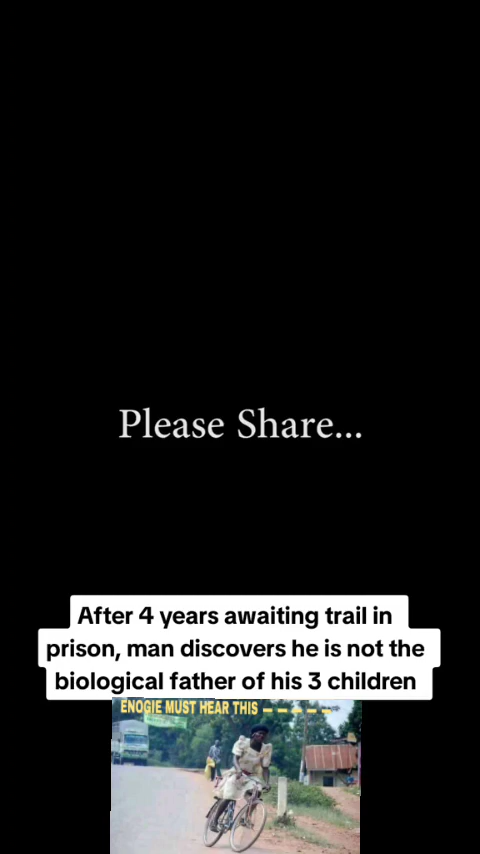 Please Share...
After 4 years awaiting trail in
prison, man discovers he is not the
biological father of his 3 children
ENOGIE MUST HEAR THIS – – – – –